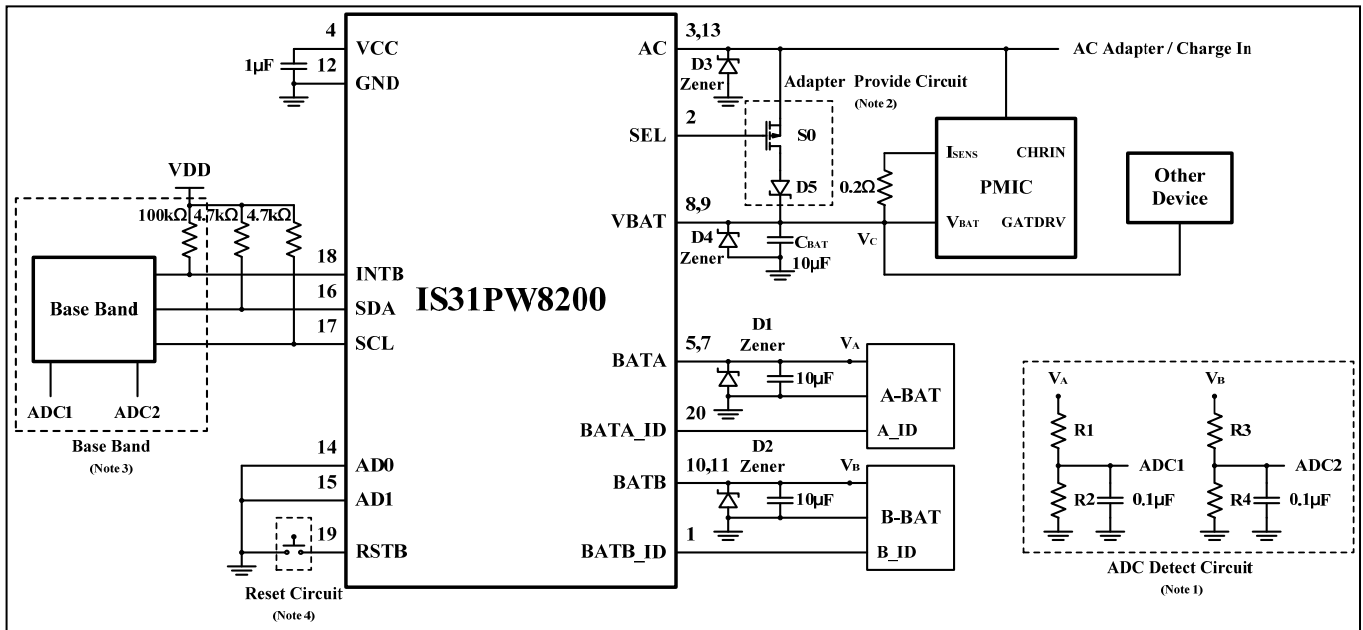 4
VCC
1μF
12
GND
3,13
AC
AC Adapter / Charge In
D3
Zener
Adapter Provide Circuit
(Note 2)
2
SEL
S0
D5
ISENS
CHRIN
PMIC
VBAT
GATDRV
0.2Ω
Other
Device
8,9
VBAT
VC
D4
Zener
CBAT
10μF
VDD
100kΩ 4.7kΩ 4.7kΩ
18
INTB
16
SDA
17
SCL
Base Band
ADC1
ADC2
Base Band
(Note 3)
IS31PW8200
5,7
BATA
D1
Zener
VA
10μF
A-BAT
20
BATA_ID
A_ID
10,11
BATB
D2
Zener
VB
10μF
B-BAT
1
BATB_ID
B_ID
14
AD0
15
AD1
19
RSTB
Reset Circuit
(Note 4)
VA
R1
ADC1
R2
0.1μF
VB
R3
ADC2
R4
0.1μF
ADC Detect Circuit
(Note 1)